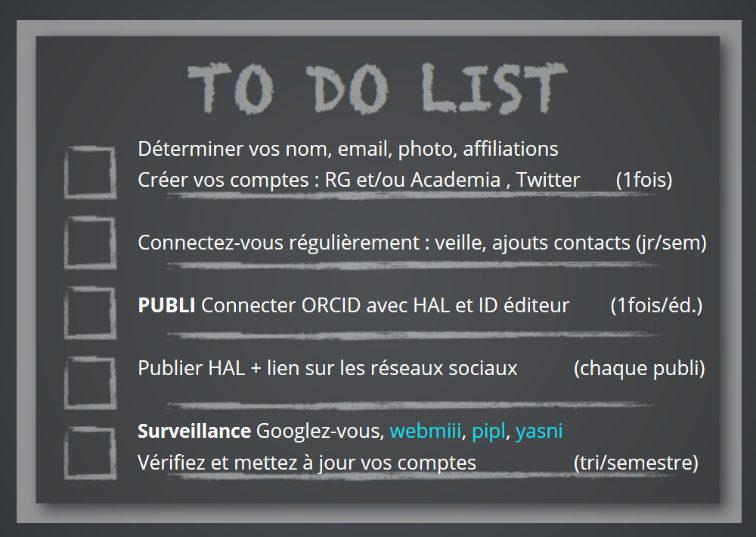 TO DO LIST
Déterminer vos nom, email, photo, affiliations
Créer vos comptes : RG et/ou Academia , Twitter (1fois)
Connectez-vous régulièrement : veille, ajouts contacts (jr/sem)
PUBLI Connecter ORCID avec HAL et ID éditeur (1fois/éd.)
Publier HAL + lien sur les réseaux sociaux (chaque publi)
Surveillance Googlez-vous, webmiii, pipl, yasni
Vérifiez et mettez à jour vos comptes (tri/semestre)